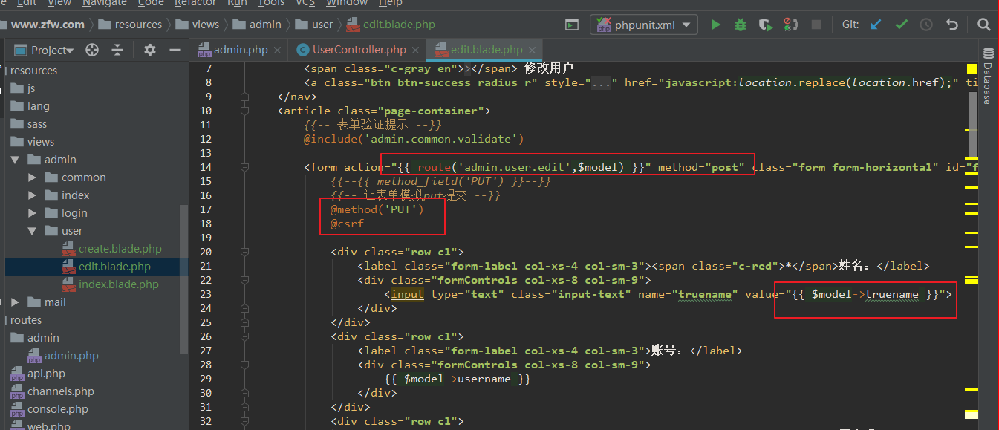 e Edit View Navigate Code Refactor Run Tools VCS Window Help
www.zfw.com resources views admin user edit.blade.php phpunit.xml Git:
Project admin.php UserController.php edit.blade.php
resources
js
lang
sass
views
admin
common
index
login
user
create.blade.php
edit.blade.php
index.blade.php
mail
routes
admin
admin.php
api.php
channels.php
console.php
web.php
7 <span class="c-gray en">></span> 修改用户
8 <a class="btn btn-success radius r" style="..." href="javascript:location.replace(location.href);" ti
9 </nav>
10 <article class="page-container">
11 {{-- 表单验证提示 --}}
12 @include('admin.common.validate')
13
14 <form action="{{ route('admin.user.edit',$model) }}" method="post" class="form form-horizontal" id="f
15 {{--{{ method_field('PUT') }}--}}
16 {{-- 让表单模拟put提交 --}}
17 @method('PUT')
18 @csrf
19
20 <div class="row cl">
21 <label class="form-label col-xs-4 col-sm-3"><span class="c-red">*</span>姓名：</label>
22 <div class="formControls col-xs-8 col-sm-9">
23 <input type="text" class="input-text" name="truename" value="{{ $model->truename }}">
24 </div>
25 </div>
26 <div class="row cl">
27 <label class="form-label col-xs-4 col-sm-3">账号：</label>
28 <div class="formControls col-xs-8 col-sm-9">
29 {{ $model->username }}
30 </div>
31 </div>
32 <div class="row cl">
Database